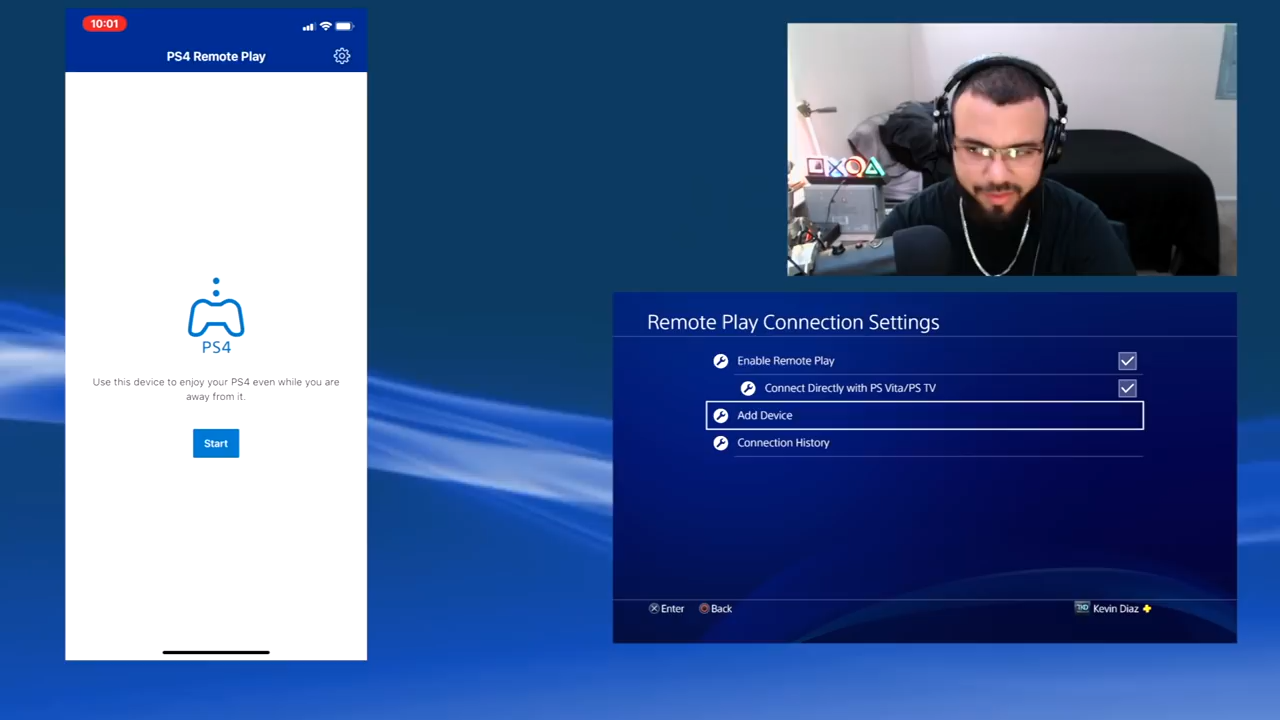 10:01
PS4 Remote Play
PS4
Use this device to enjoy your PS4 even while you are
away from it.
Start
Remote Play Connection Settings
Enable Remote Play
Connect Directly with PS Vita/PS TV
Add Device
Connection History
Enter Back
Kevin Diaz